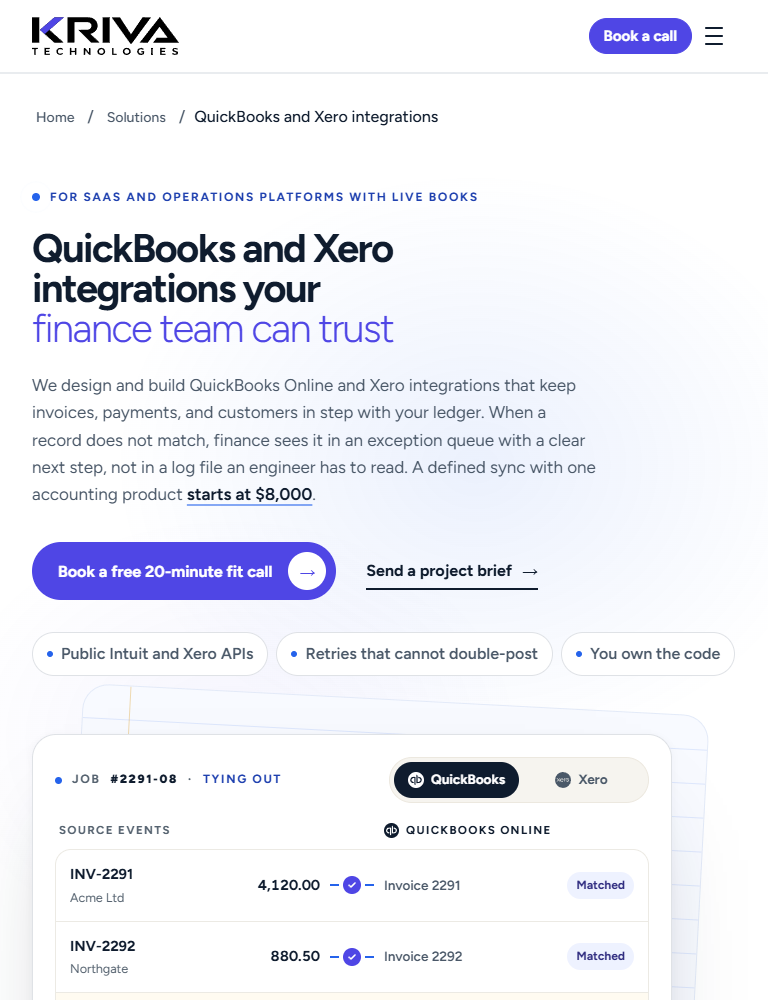 KRIVA
TECHNOLOGIES
Book a call
Home / Solutions / QuickBooks and Xero integrations
FOR SAAS AND OPERATIONS PLATFORMS WITH LIVE BOOKS
QuickBooks and Xero
integrations your
finance team can trust
We design and build QuickBooks Online and Xero integrations that keep
invoices, payments, and customers in step with your ledger. When a
record does not match, finance sees it in an exception queue with a clear
next step, not in a log file an engineer has to read. A defined sync with one
accounting product starts at $8,000.
Book a free 20-minute fit call →
Send a project brief →
Public Intuit and Xero APIs
Retries that cannot double-post
You own the code
JOB #2291-08 · TYING OUT
qb QuickBooks
xero Xero
SOURCE EVENTS
qb QUICKBOOKS ONLINE
INV-2291
Acme Ltd
4,120.00
Invoice 2291
Matched
INV-2292
Northgate
880.50
Invoice 2292
Matched